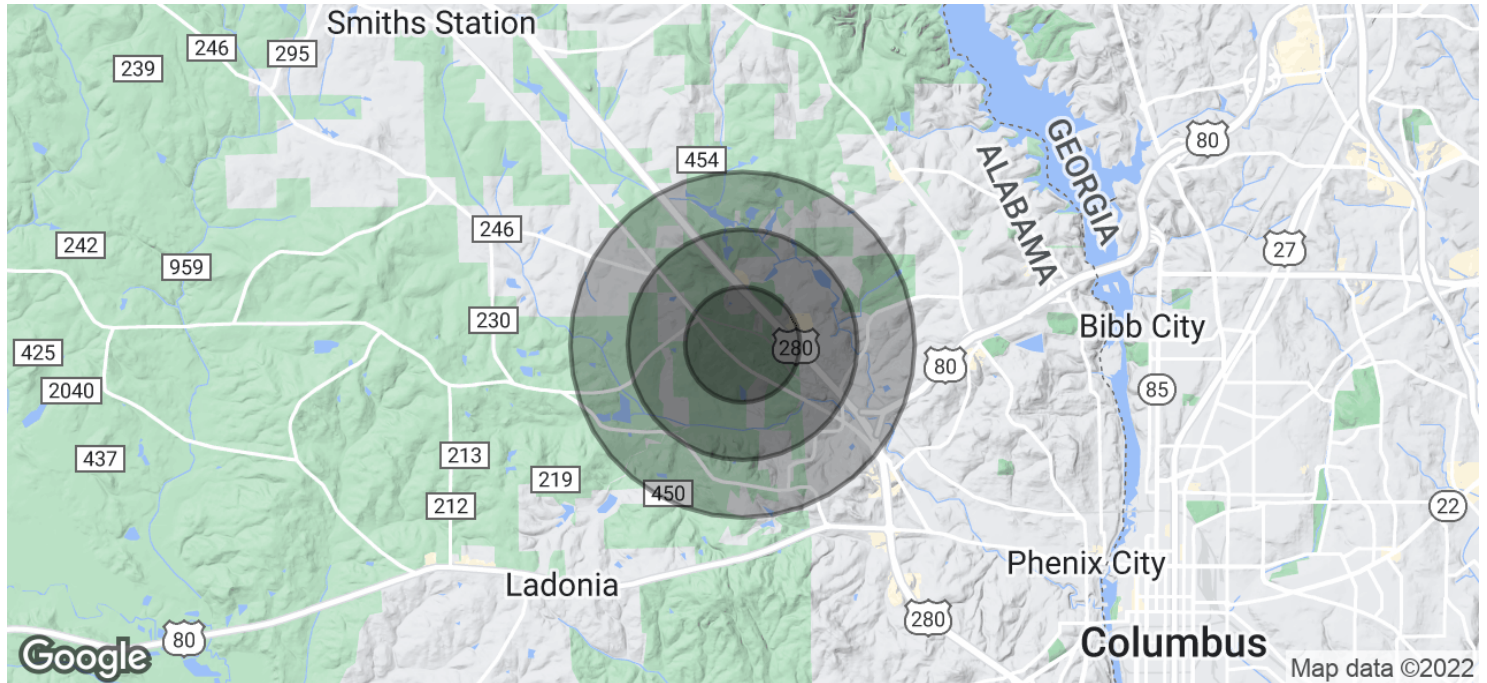 Smiths Station
246
295
239
454
80
GEORGIA
ALABAMA
242
246
27
959
230
Bibb City
425
280
80
2040
85
437
213
219
450
212
22
Phenix City
Ladonia
280
80
Columbus
Google
Map data ©2022